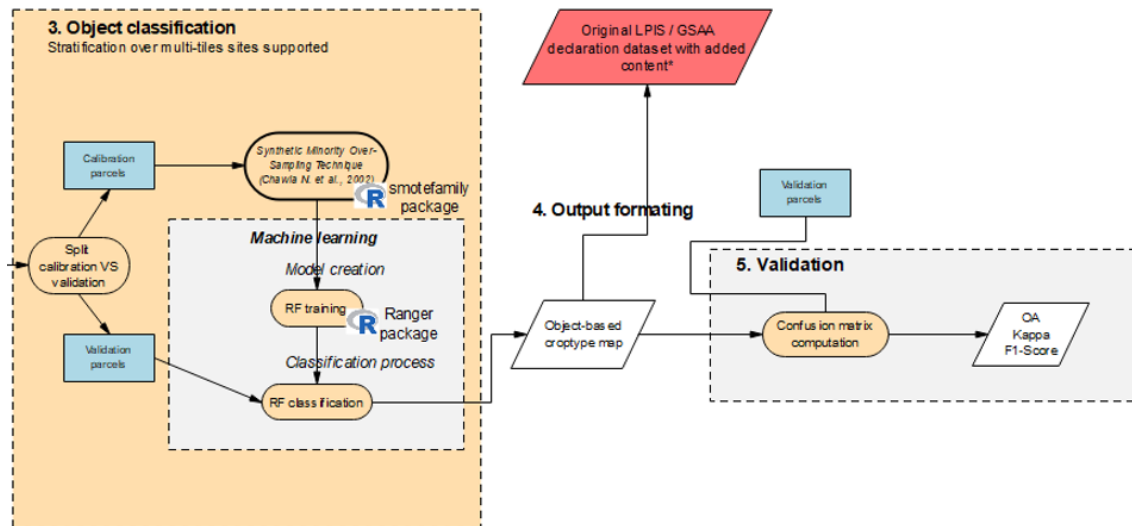 3. Object classification
Stratification over multi-tiles sites supported
Calibration
parcels
Synthetic Minority Over-
Sampling Technique
(Chawla N. et al., 2002)
R
smotefamily
package
Split
calibration VS
validation
Machine learning
Model creation
RF training
R
Ranger
package
Classification process
Validation
parcels
RF classification
Original LPIS / GSAA
declaration dataset with added
content*
4. Output formating
Object-based
croptype map
Validation
parcels
5. Validation
Confusion matrix
computation
OA
Kappa
F1-Score